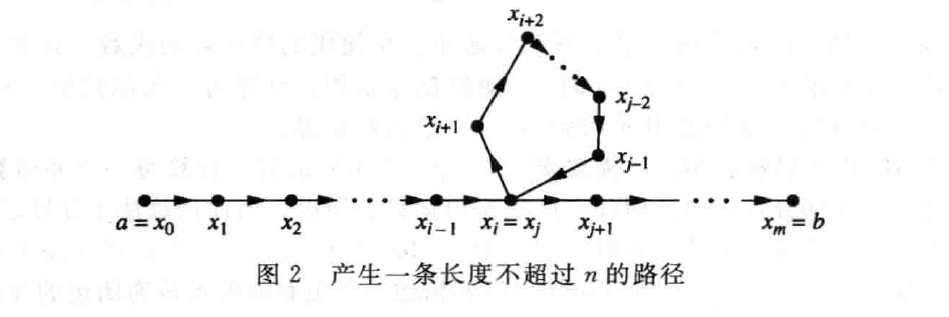 x_{i+2}
x_{j-2}
x_{i+1}
x_{j-1}
a = x_0 x_1 x_2 x_{i-1} x_i = x_j x_{j+1} x_m = b
图 2 产生一条长度不超过 n 的路径